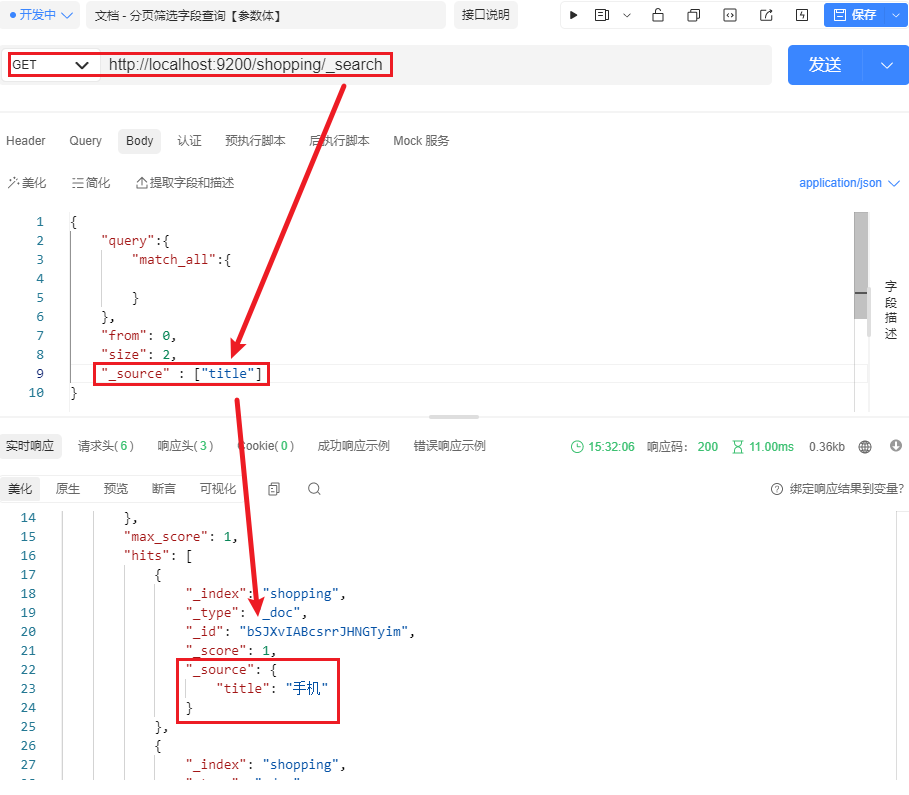 开发中 文档 - 分页筛选字段查询【参数体】 接口说明 保存
GET http://localhost:9200/shopping/_search 发送
Header Query Body 认证 预执行脚本 后执行脚本 Mock 服务
美化 简化 提取字段和描述 application/json
1 {
2 "query":{
3 "match_all":{
4
5 }
6 },
7 "from": 0,
8 "size": 2,
9 "_source" : ["title"]
10 }
字段描述
实时响应 请求头(6) 响应头(3) Cookie(0) 成功响应示例 错误响应示例 15:32:06 响应码: 200 11.00ms 0.36kb
美化 原生 预览 断言 可视化 绑定响应结果到变量?
14 },
15 "max_score": 1,
16 "hits": [
17 {
18 "_index": "shopping",
19 "_type": "_doc",
20 "_id": "bSJXvIABcsrrJHNGTyim",
21 "_score": 1,
22 "_source": {
23 "title": "手机"
24 }
25 },
26 {
27 "_index": "shopping",